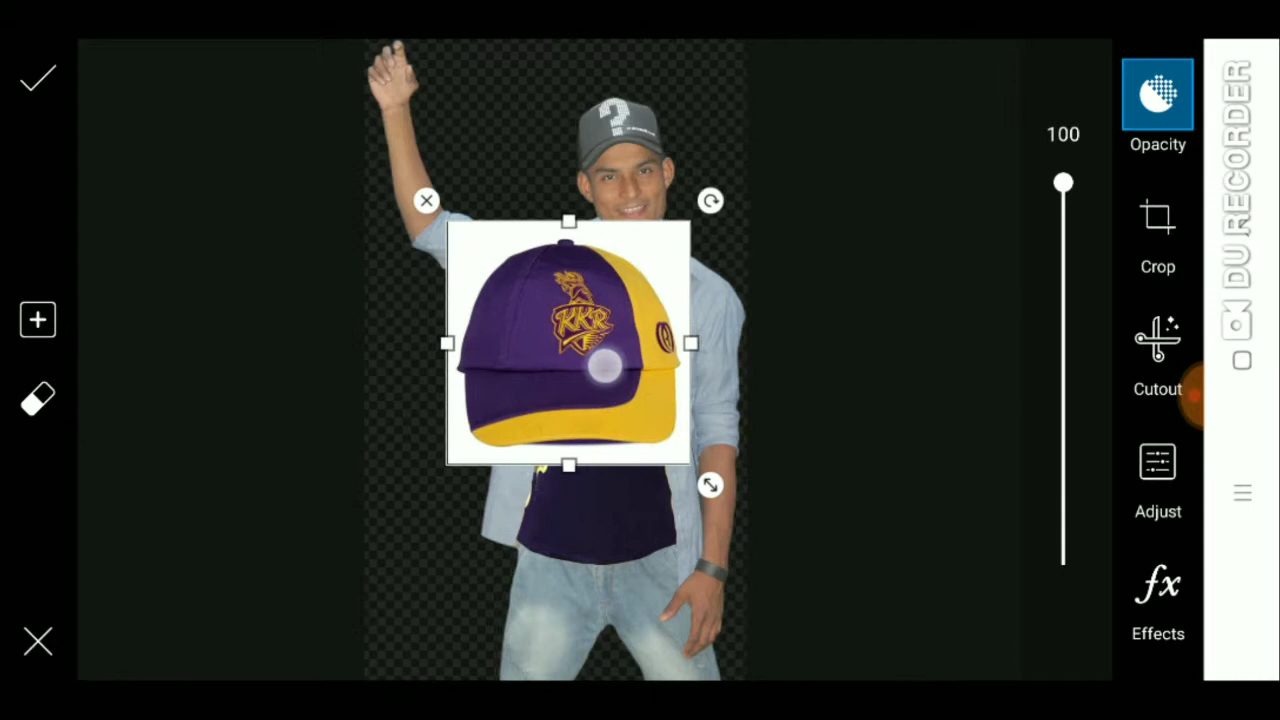 ?
KKR
100
Opacity
Crop
Cutout
Adjust
fx
Effects
DU RECORDER